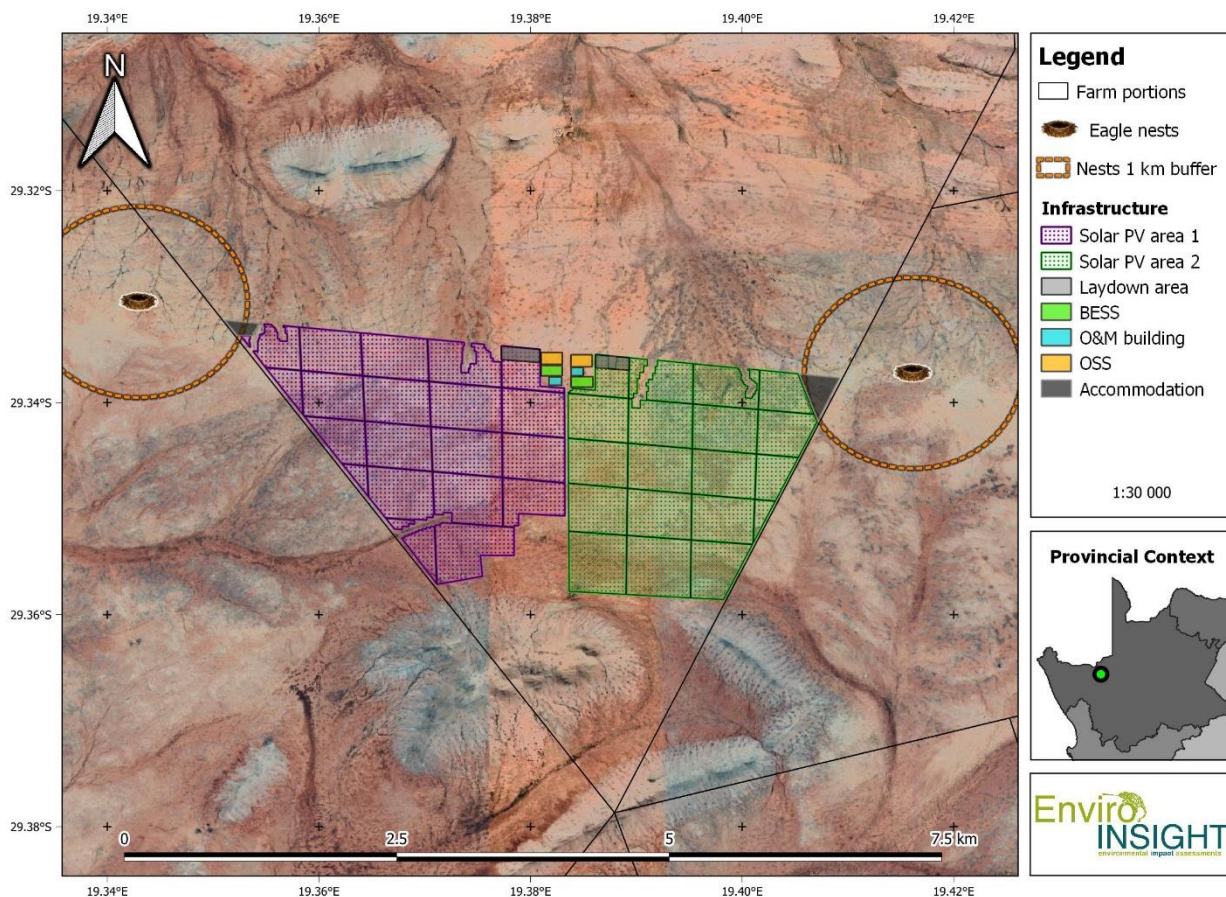 19.34°E 19.36°E 19.38°E 19.40°E 19.42°E
N
29.32°S
29.34°S
29.36°S
29.38°S
0 2.5 5 7.5 km
19.34°E 19.36°E 19.38°E 19.40°E 19.42°E
Legend
Farm portions
Eagle nests
Nests 1 km buffer
Infrastructure
Solar PV area 1
Solar PV area 2
Laydown area
BESS
O&M building
OSS
Accommodation
1:30 000
Provincial Context
Enviro
INSIGHT
environmental impact assessments